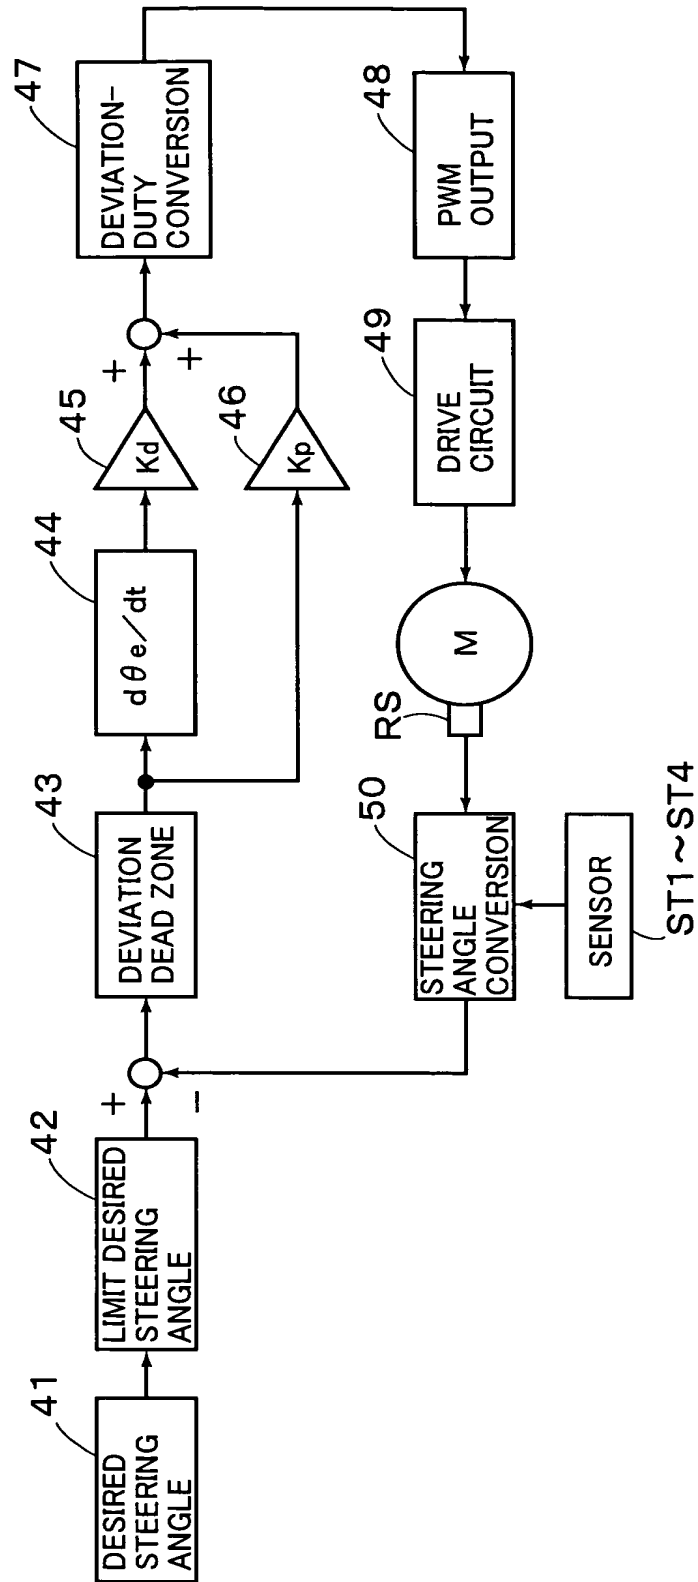 41
DESIRED
STEERING
ANGLE
42
LIMIT DESIRED
STEERING
ANGLE
+
-
43
DEVIATION
DEAD ZONE
44
dθe/dt
45
Kd
46
Kp
+
+
47
DEVIATION-
DUTY
CONVERSION
48
PWM
OUTPUT
49
DRIVE
CIRCUIT
M
RS
50
STEERING
ANGLE
CONVERSION
SENSOR
ST1~ST4